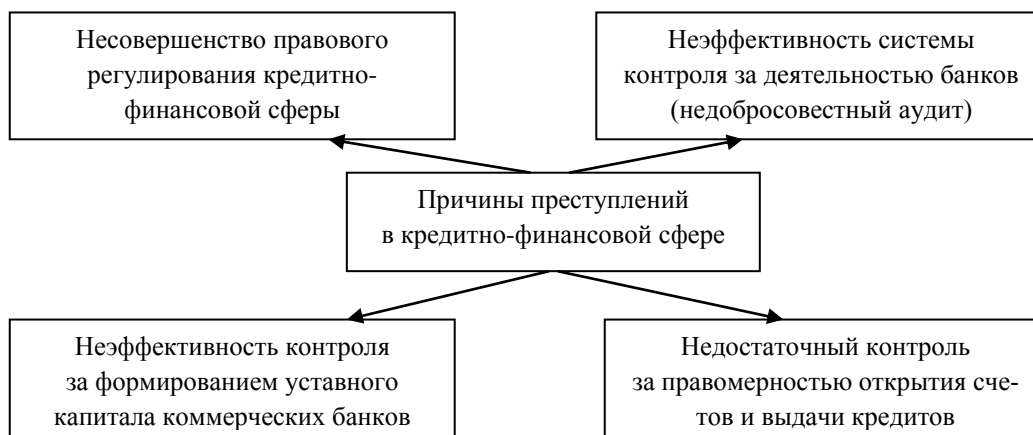 Несовершенство правового
регулирования кредитно-
финансовой сферы
Неэффективность системы
контроля за деятельностью банков
(недобросовестный аудит)
Причины преступлений
в кредитно-финансовой сфере
Неэффективность контроля
за формированием уставного
капитала коммерческих банков
Недостаточный контроль
за правомерностью открытия сче-
тов и выдачи кредитов